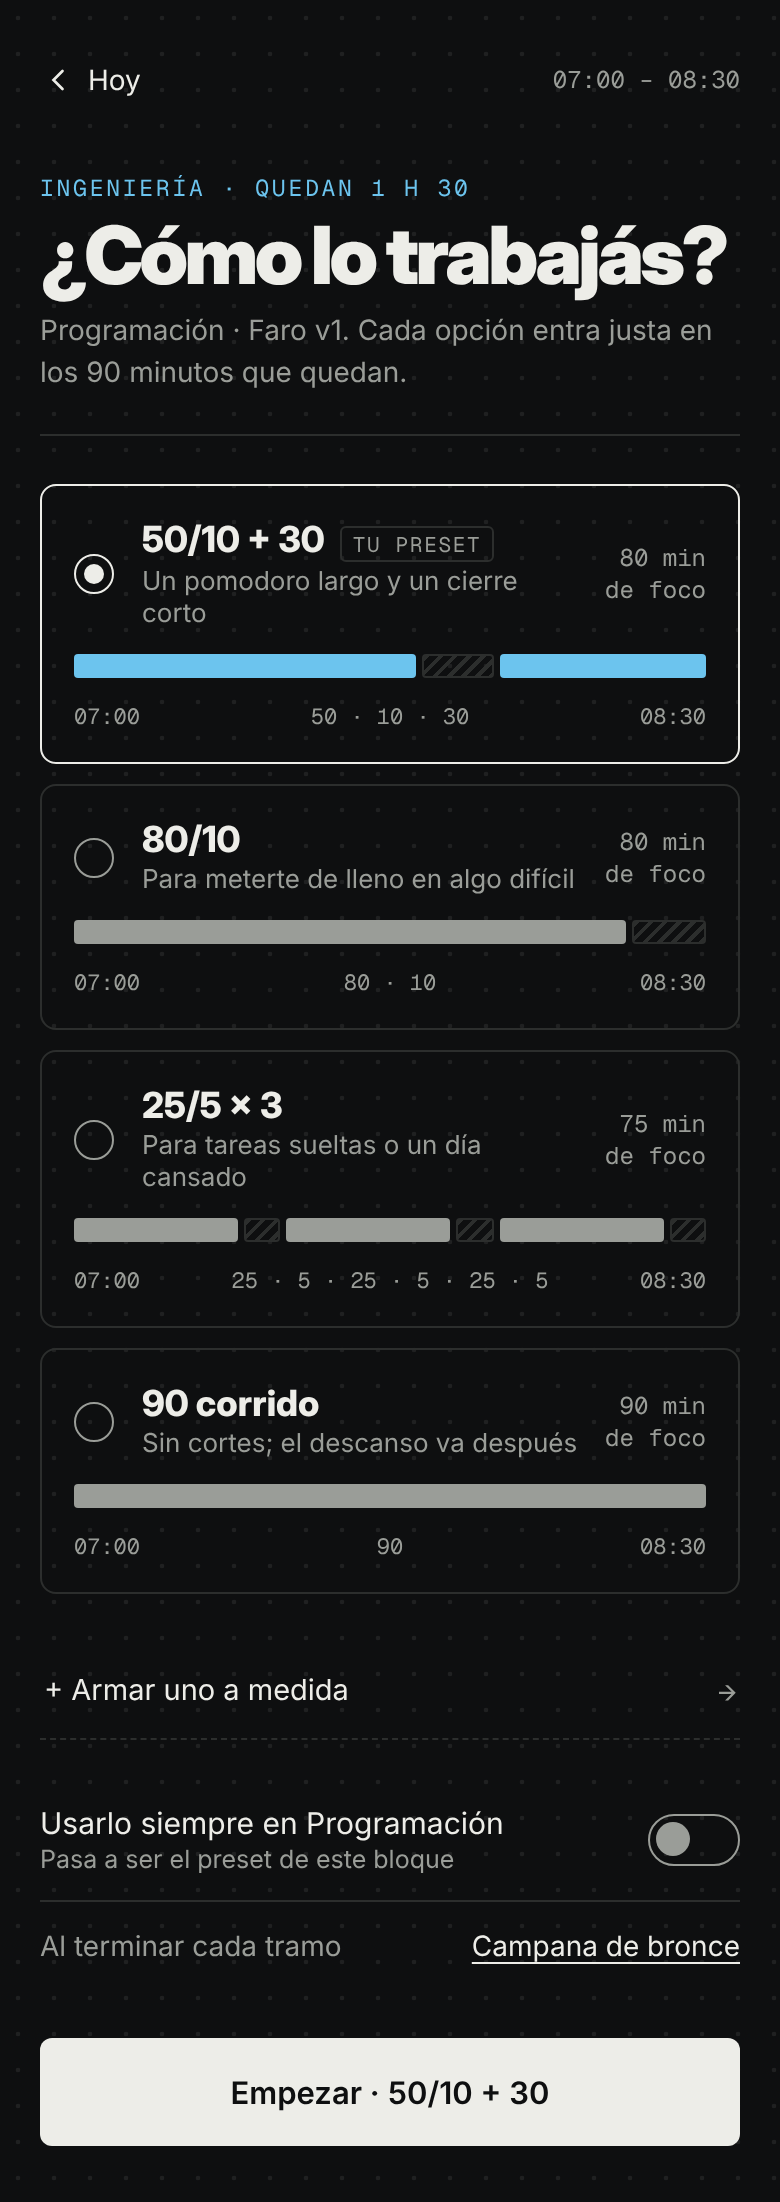 Hoy
07:00 – 08:30
INGENIERÍA · QUEDAN 1 H 30
¿Cómo lo trabajás?
Programación · Faro v1. Cada opción entra justa en
los 90 minutos que quedan.
50/10 + 30
TU PRESET
Un pomodoro largo y un cierre
corto
80 min
de foco
07:00
50 · 10 · 30
08:30
80/10
Para meterte de lleno en algo difícil
80 min
de foco
07:00
80 · 10
08:30
25/5 × 3
Para tareas sueltas o un día
cansado
75 min
de foco
07:00
25 · 5 · 25 · 5 · 25 · 5
08:30
90 corrido
Sin cortes; el descanso va después
90 min
de foco
07:00
90
08:30
+ Armar uno a medida →
Usarlo siempre en Programación
Pasa a ser el preset de este bloque
Al terminar cada tramo
Campana de bronce
Empezar · 50/10 + 30